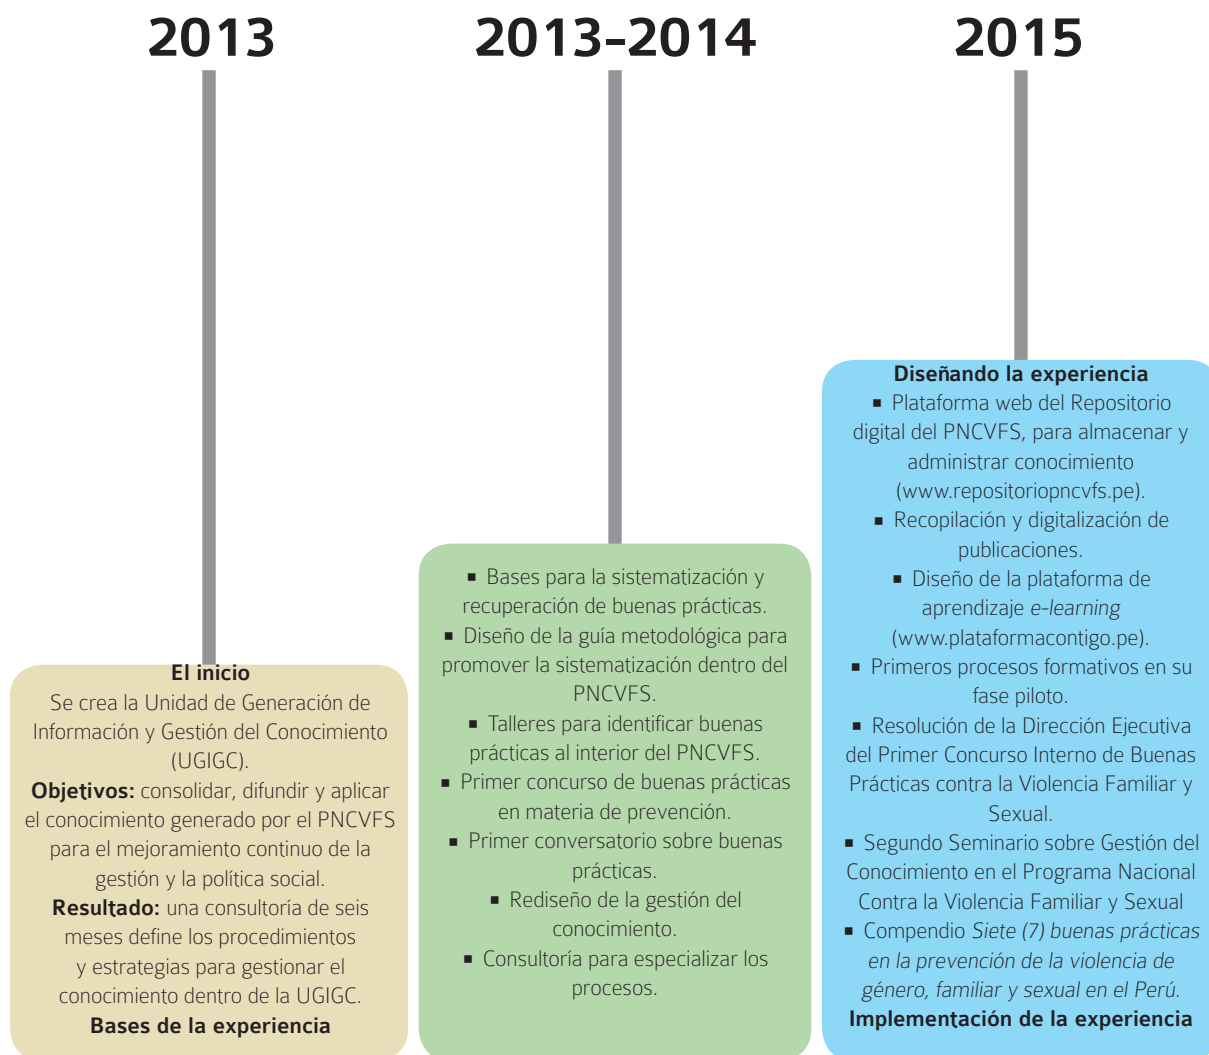 2013
El inicio
Se crea la Unidad de Generación de
Información y Gestión del Conocimiento
(UGIGC).
Objetivos: consolidar, difundir y aplicar
el conocimiento generado por el PNCVFS
para el mejoramiento continuo de la
gestión y la política social.
Resultado: una consultoría de seis
meses define los procedimientos
y estrategias para gestionar el
conocimiento dentro de la UGIGC.
Bases de la experiencia
2013-2014
▪ Bases para la sistematización y
recuperación de buenas prácticas.
▪ Diseño de la guía metodológica para
promover la sistematización dentro del
PNCVFS.
▪ Talleres para identificar buenas
prácticas al interior del PNCVFS.
▪ Primer concurso de buenas prácticas
en materia de prevención.
▪ Primer conversatorio sobre buenas
prácticas.
▪ Rediseño de la gestión del
conocimiento.
▪ Consultoría para especializar los
procesos.
2015
Diseñando la experiencia
▪ Plataforma web del Repositorio
digital del PNCVFS, para almacenar y
administrar conocimiento
(www.repositoriopncvfs.pe).
▪ Recopilación y digitalización de
publicaciones.
▪ Diseño de la plataforma de
aprendizaje e-learning
(www.plataformacontigo.pe).
▪ Primeros procesos formativos en su
fase piloto.
▪ Resolución de la Dirección Ejecutiva
del Primer Concurso Interno de Buenas
Prácticas contra la Violencia Familiar y
Sexual.
▪ Segundo Seminario sobre Gestión del
Conocimiento en el Programa Nacional
Contra la Violencia Familiar y Sexual
▪ Compendio Siete (7) buenas prácticas
en la prevención de la violencia de
género, familiar y sexual en el Perú.
Implementación de la experiencia